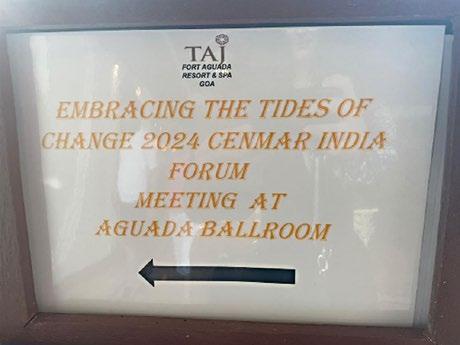 TAJ
FORT AGUADA
RESORT & SPA
GOA
EMBRACING THE TIDES OF
CHANGE 2024 CENMAR INDIA
FORUM
MEETING AT
AGUADA BALLROOM